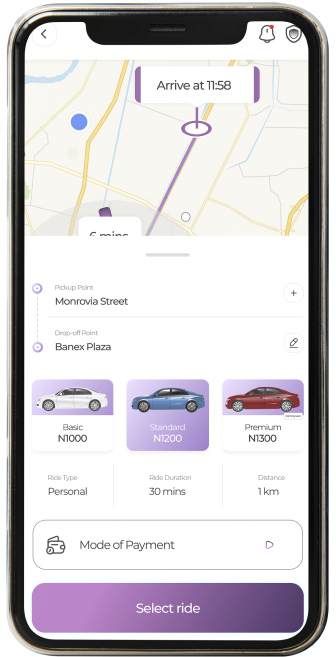 Arrive at 11:58
6 mins
Pickup Point
Monrovia Street
Drop-off Point
Banex Plaza
Basic
N1000
Standard
N1200
Premium
N1300
Ride Type
Personal
Ride Duration
30 mins
Distance
1 km
Mode of Payment
Select ride